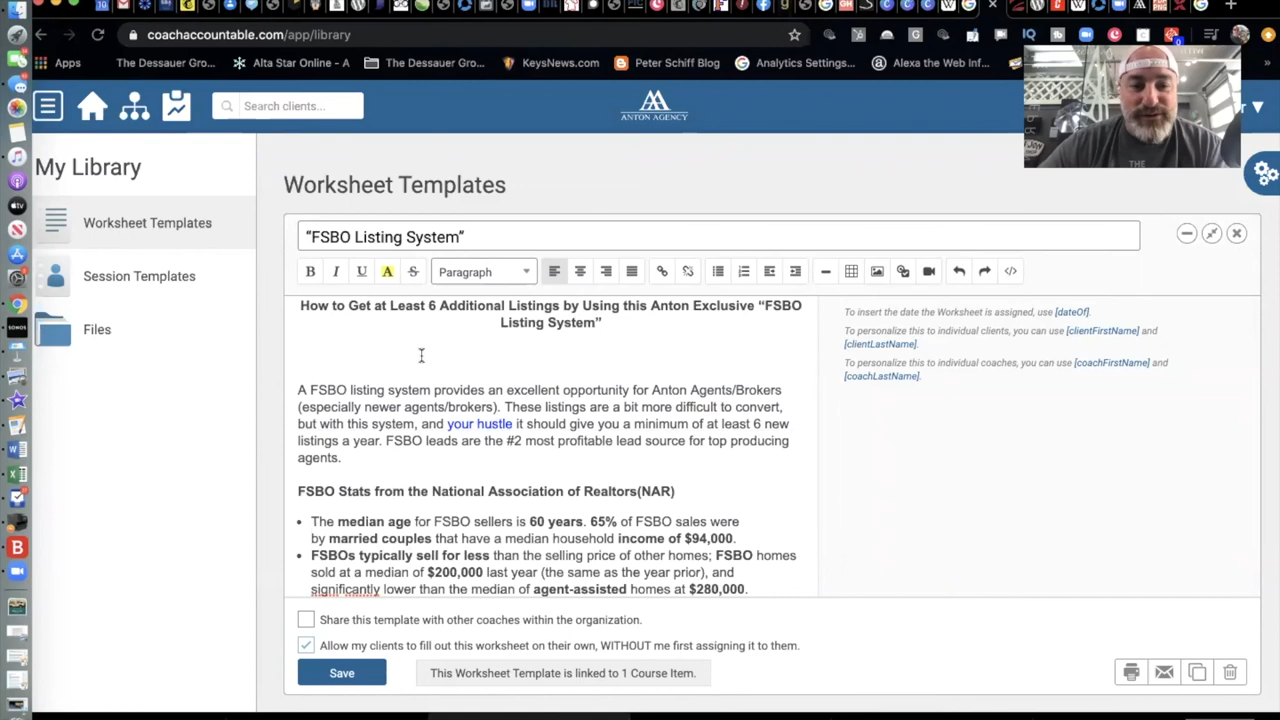 coachaccountable.com/app/library
Apps
The Dessauer Gro...
Alta Star Online - A
The Dessauer Gro...
KeysNews.com
Peter Schiff Blog
Analytics Settings...
Alexa the Web Inf...
Search clients...
ANTON AGENCY
My Library
Worksheet Templates
Session Templates
Files
Worksheet Templates
“FSBO Listing System”
B I U A S Paragraph
How to Get at Least 6 Additional Listings by Using this Anton Exclusive “FSBO
Listing System”
A FSBO listing system provides an excellent opportunity for Anton Agents/Brokers
(especially newer agents/brokers). These listings are a bit more difficult to convert,
but with this system, and your hustle it should give you a minimum of at least 6 new
listings a year. FSBO leads are the #2 most profitable lead source for top producing
agents.
FSBO Stats from the National Association of Realtors(NAR)
• The median age for FSBO sellers is 60 years. 65% of FSBO sales were
by married couples that have a median household income of $94,000.
• FSBOs typically sell for less than the selling price of other homes; FSBO homes
sold at a median of $200,000 last year (the same as the year prior), and
significantly lower than the median of agent-assisted homes at $280,000.
To insert the date the Worksheet is assigned, use [dateOf].
To personalize this to individual clients, you can use [clientFirstName] and
[clientLastName].
To personalize this to individual coaches, you can use [coachFirstName] and
[coachLastName].
Share this template with other coaches within the organization.
Allow my clients to fill out this worksheet on their own, WITHOUT me first assigning it to them.
Save
This Worksheet Template is linked to 1 Course Item.